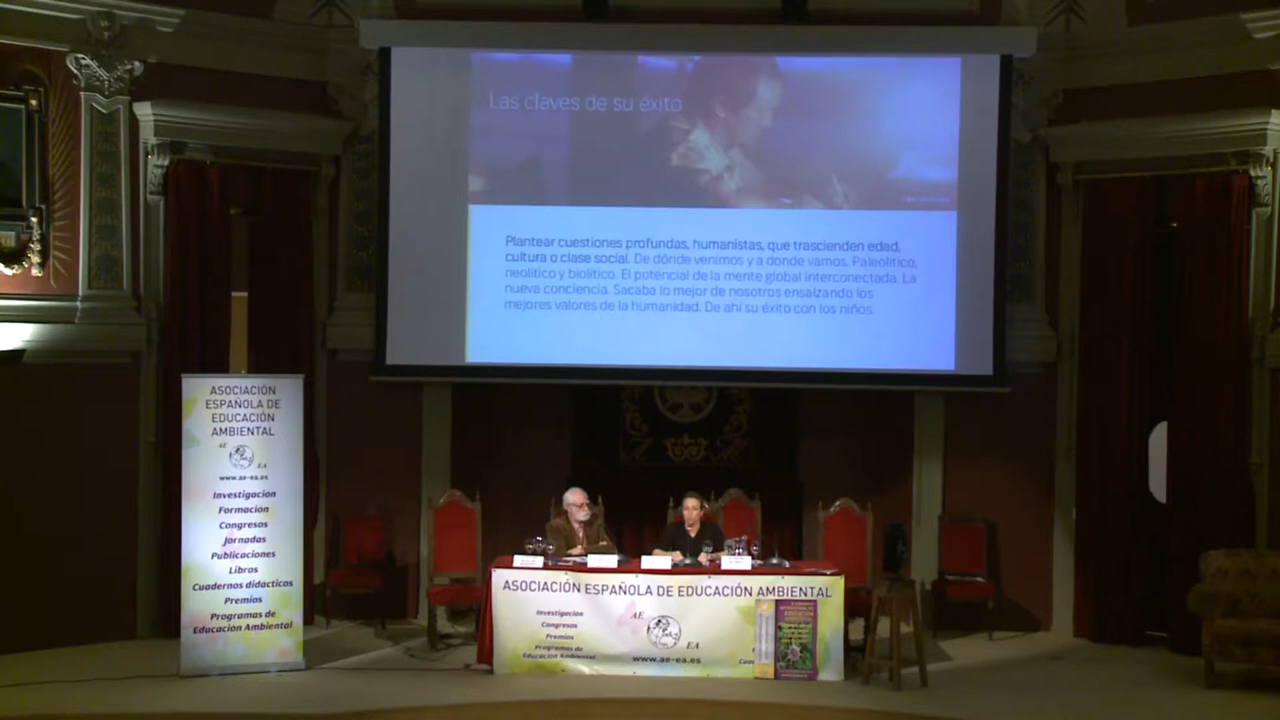 Las claves de su éxito
Plantear cuestiones profundas, humanistas, que trascienden edad,
cultura o clase social. De dónde venimos y a donde vamos. Paleolítico,
neolítico y biolítico. El potencial de la mente global interconectada. La
nueva conciencia. Sacaba lo mejor de nosotros ensalzando los
mejores valores de la humanidad. De ahí su éxito con los niños.
ASOCIACIÓN
ESPAÑOLA DE
EDUCACIÓN
AMBIENTAL
AE
EA
www.ae-ea.es
Investigación
Formación
Congresos
Jornadas
Publicaciones
Libros
Cuadernos didácticos
Premios
Programas de
Educación Ambiental
ASOCIACIÓN ESPAÑOLA DE EDUCACIÓN AMBIENTAL
Investigación
Congresos
Premios
Programas de
Educación Ambiental
AE
EA
www.ae-ea.es